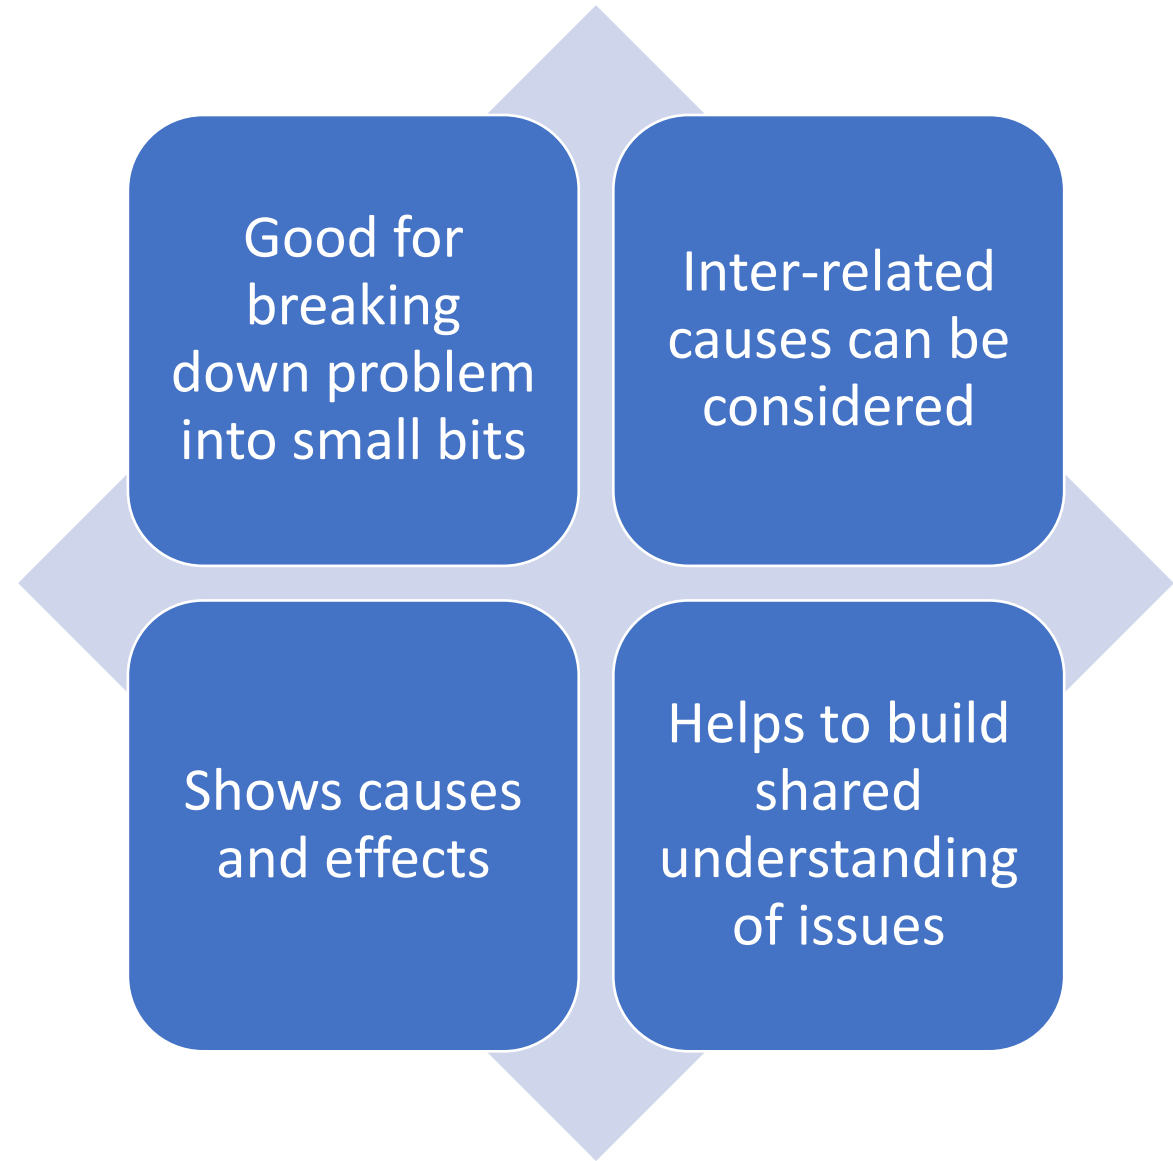 Good for
breaking
down problem
into small bits
Inter-related
causes can be
considered
Shows causes
and effects
Helps to build
shared
understanding
of issues